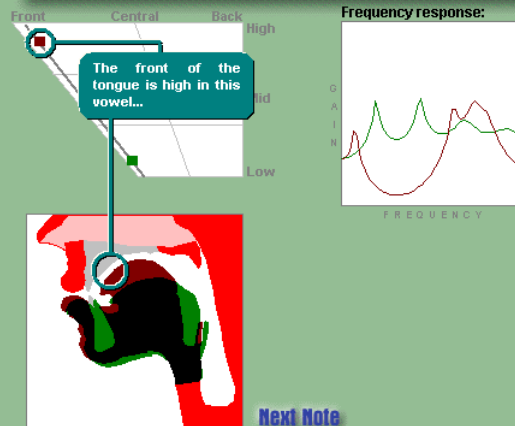 Frequency response:
Front Central Back
High
The front of the
tongue is high in this
vowel...
Mid
Low
GAIN
FREQUENCY
Next Note